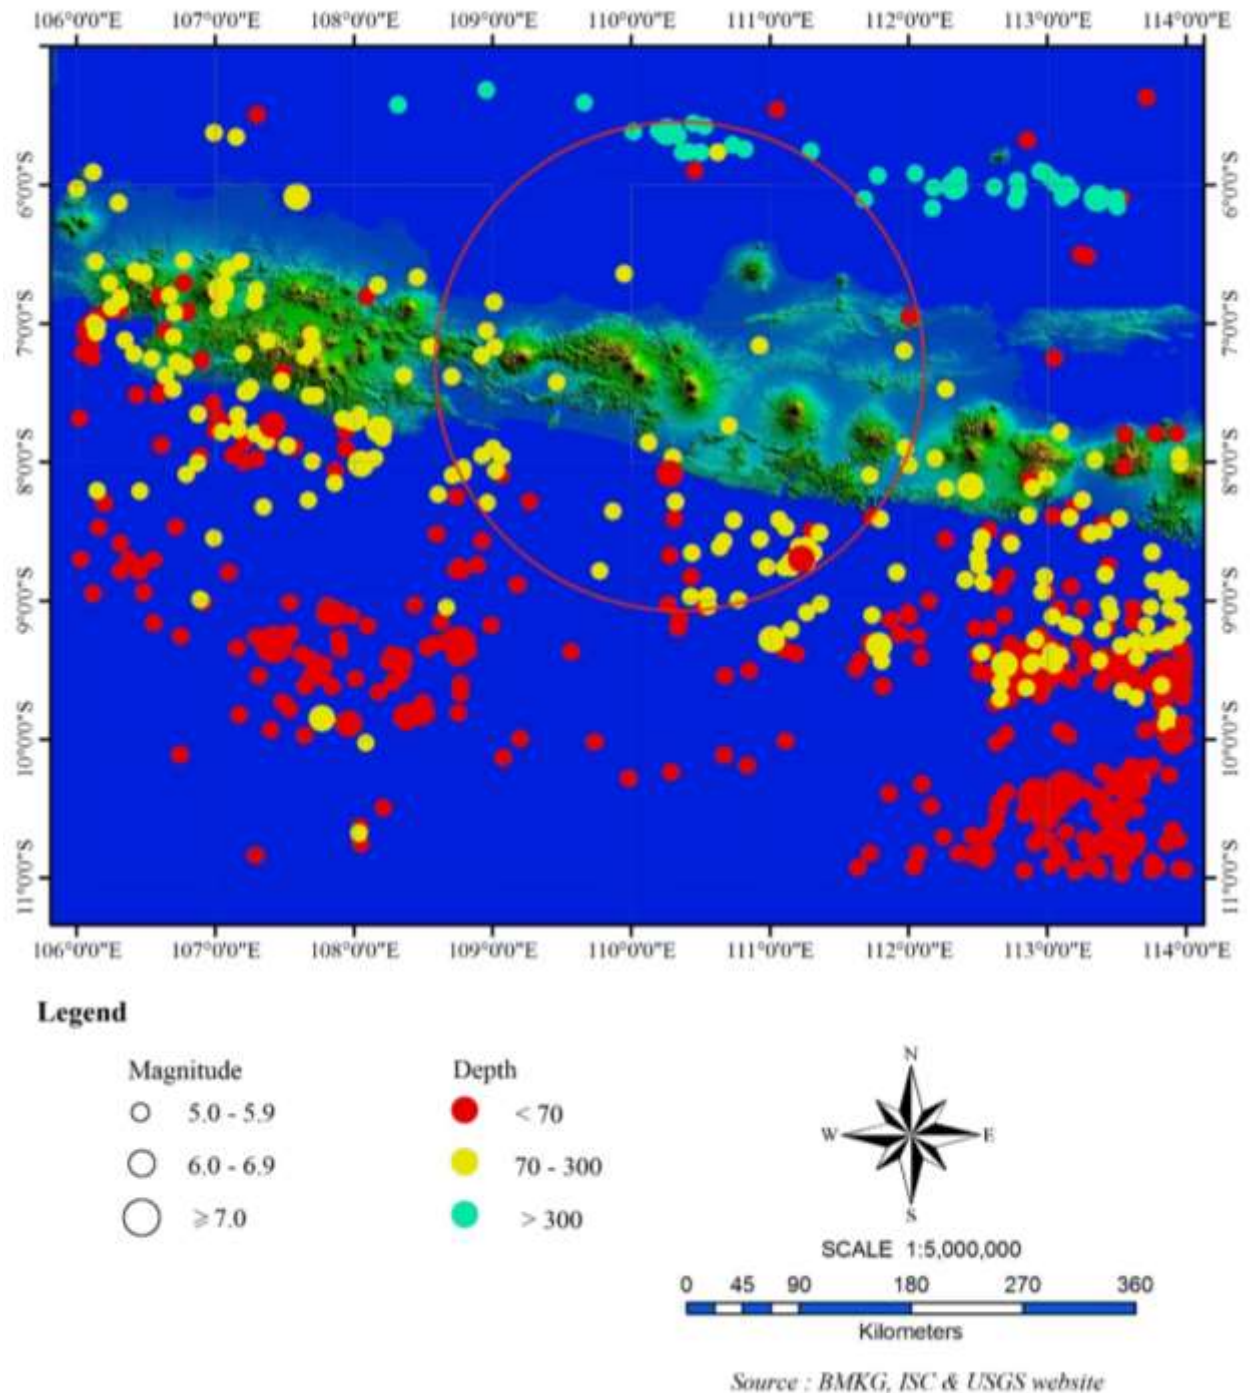 106°0'0"E 107°0'0"E 108°0'0"E 109°0'0"E 110°0'0"E 111°0'0"E 112°0'0"E 113°0'0"E 114°0'0"E
6°0'0"S 6°0'0"S
7°0'0"S 7°0'0"S
8°0'0"S 8°0'0"S
9°0'0"S 9°0'0"S
10°0'0"S 10°0'0"S
11°0'0"S 11°0'0"S
106°0'0"E 107°0'0"E 108°0'0"E 109°0'0"E 110°0'0"E 111°0'0"E 112°0'0"E 113°0'0"E 114°0'0"E
Legend
Magnitude
5.0 - 5.9
6.0 - 6.9
⩾ 7.0
Depth
< 70
70 - 300
> 300
N
W E
S
SCALE 1:5,000,000
0 45 90 180 270 360
Kilometers
Source : BMKG, ISC & USGS website